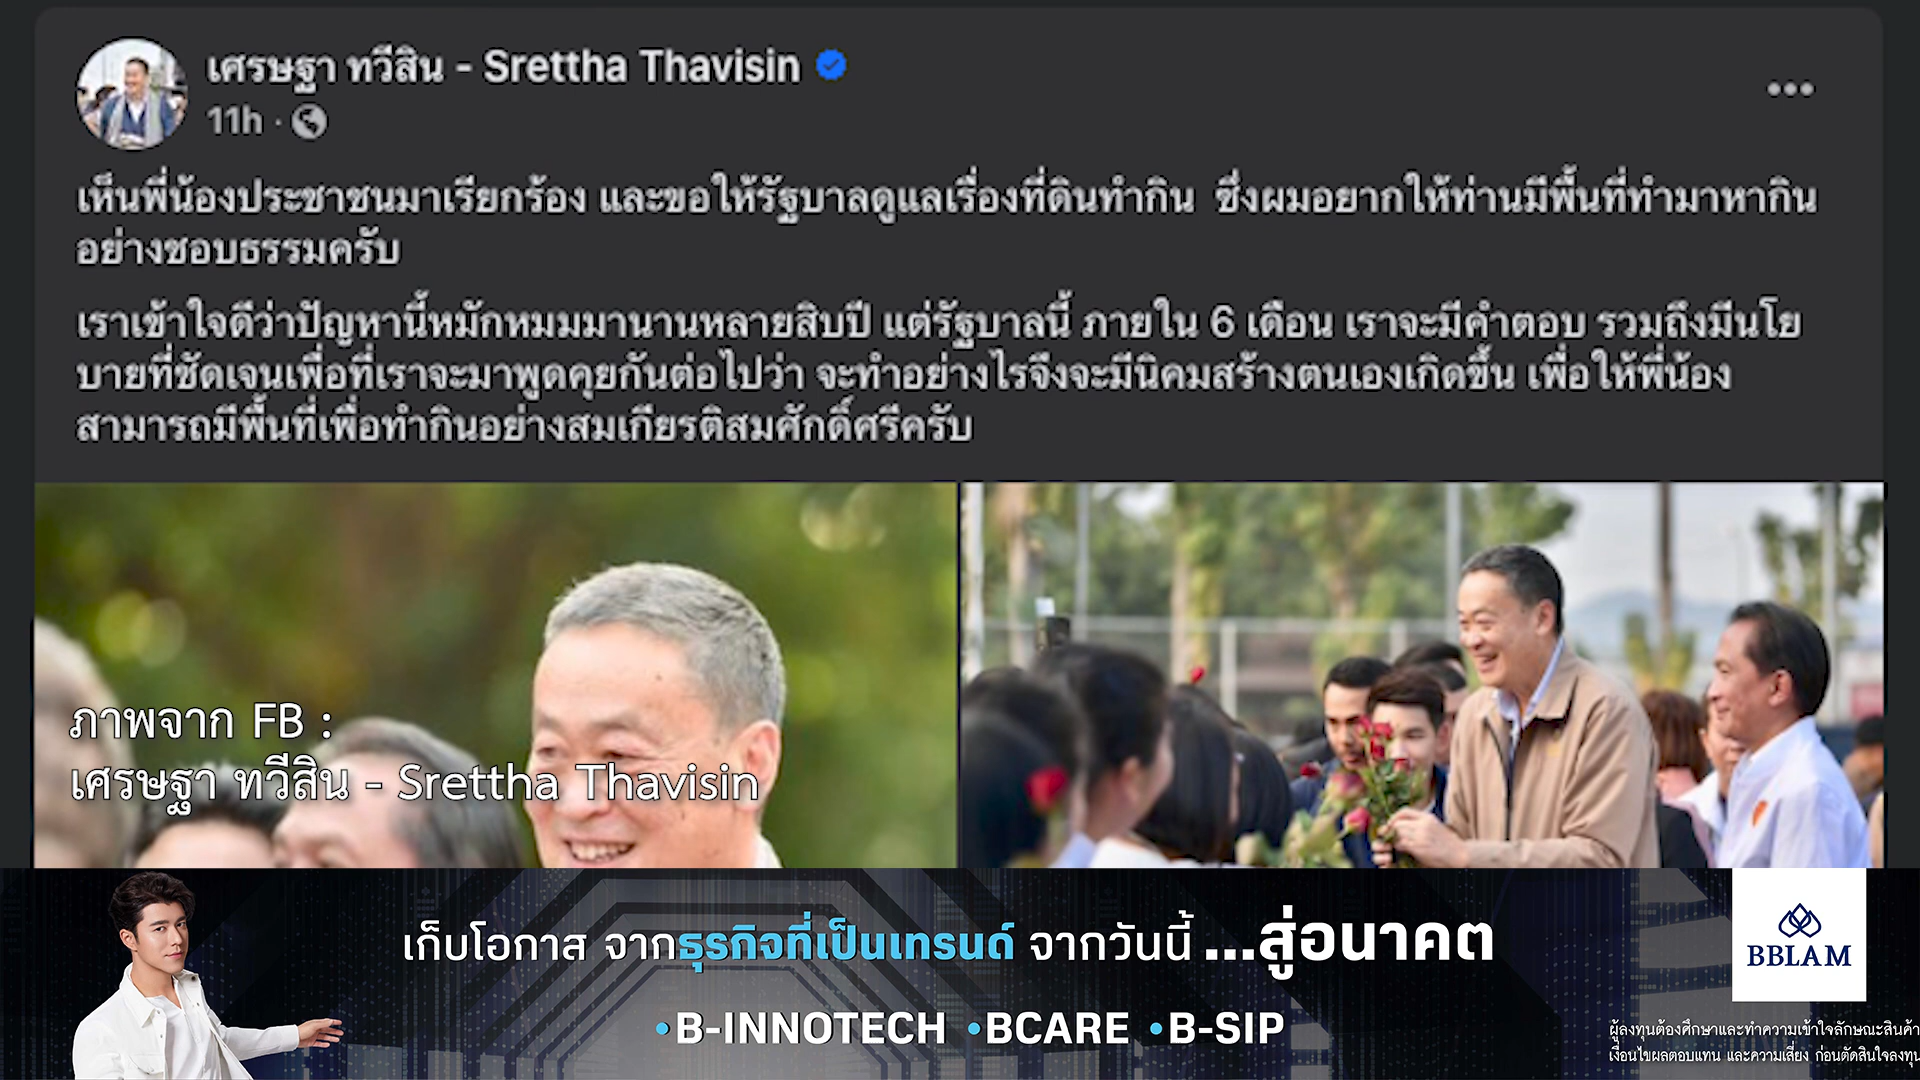 เศรษฐา ทวีสิน - Srettha Thavisin
11h ·
เห็นพี่น้องประชาชนมาเรียกร้อง และขอให้รัฐบาลดูแลเรื่องที่ดินทำกิน ซึ่งผมอยากให้ท่านมีพื้นที่ทำมาหากิน
อย่างชอบธรรมครับ
เราเข้าใจดีว่าปัญหานี้หมักหมมมานานหลายสิบปี แต่รัฐบาลนี้ ภายใน 6 เดือน เราจะมีคำตอบ รวมถึงมีนโย
บายที่ชัดเจนเพื่อที่เราจะมาพูดคุยกันต่อไปว่า จะทำอย่างไรจึงจะมีนิคมสร้างตนเองเกิดขึ้น เพื่อให้พี่น้อง
สามารถมีพื้นที่เพื่อทำกินอย่างสมเกียรติสมศักดิ์ศรีครับ
ภาพจาก FB :
เศรษฐา ทวีสิน - Srettha Thavisin
เก็บโอกาส จากธุรกิจที่เป็นเทรนด์ จากวันนี้ ...สู่อนาคต
•B-INNOTECH •BCARE •B-SIP
BBLAM
ผู้ลงทุนต้องศึกษาและทำความเข้าใจลักษณะสินค้า
เงื่อนไขผลตอบแทน และความเสี่ยง ก่อนตัดสินใจลงทุน